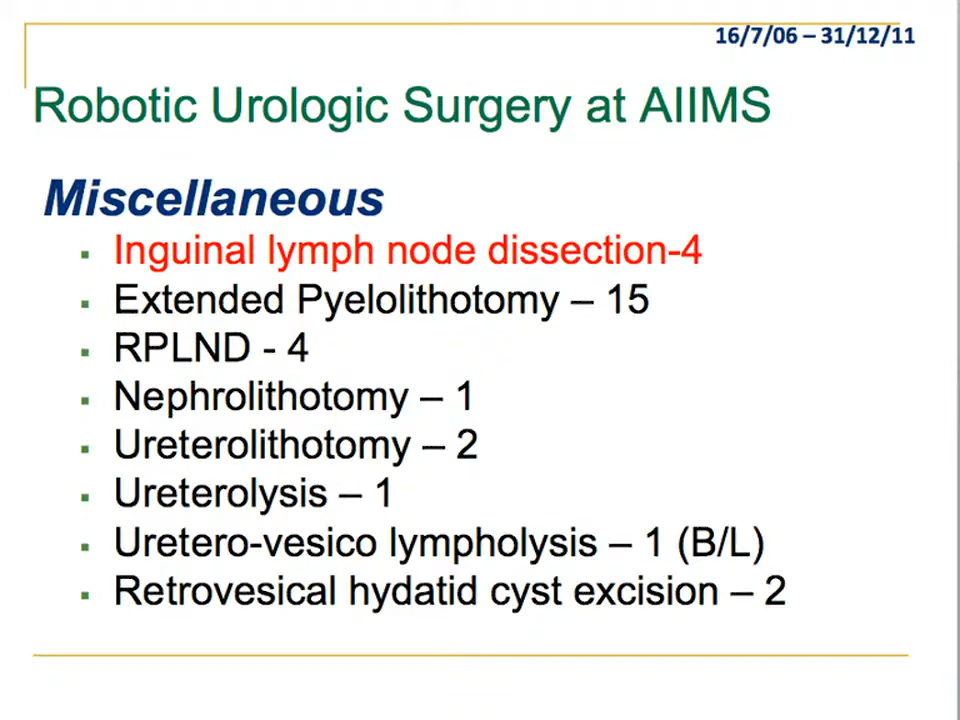 16/7/06 – 31/12/11
Robotic Urologic Surgery at AIIMS
Miscellaneous
▪ Inguinal lymph node dissection-4
▪ Extended Pyelolithotomy – 15
▪ RPLND - 4
▪ Nephrolithotomy – 1
▪ Ureterolithotomy – 2
▪ Ureterolysis – 1
▪ Uretero-vesico lympholysis – 1 (B/L)
▪ Retrovesical hydatid cyst excision – 2